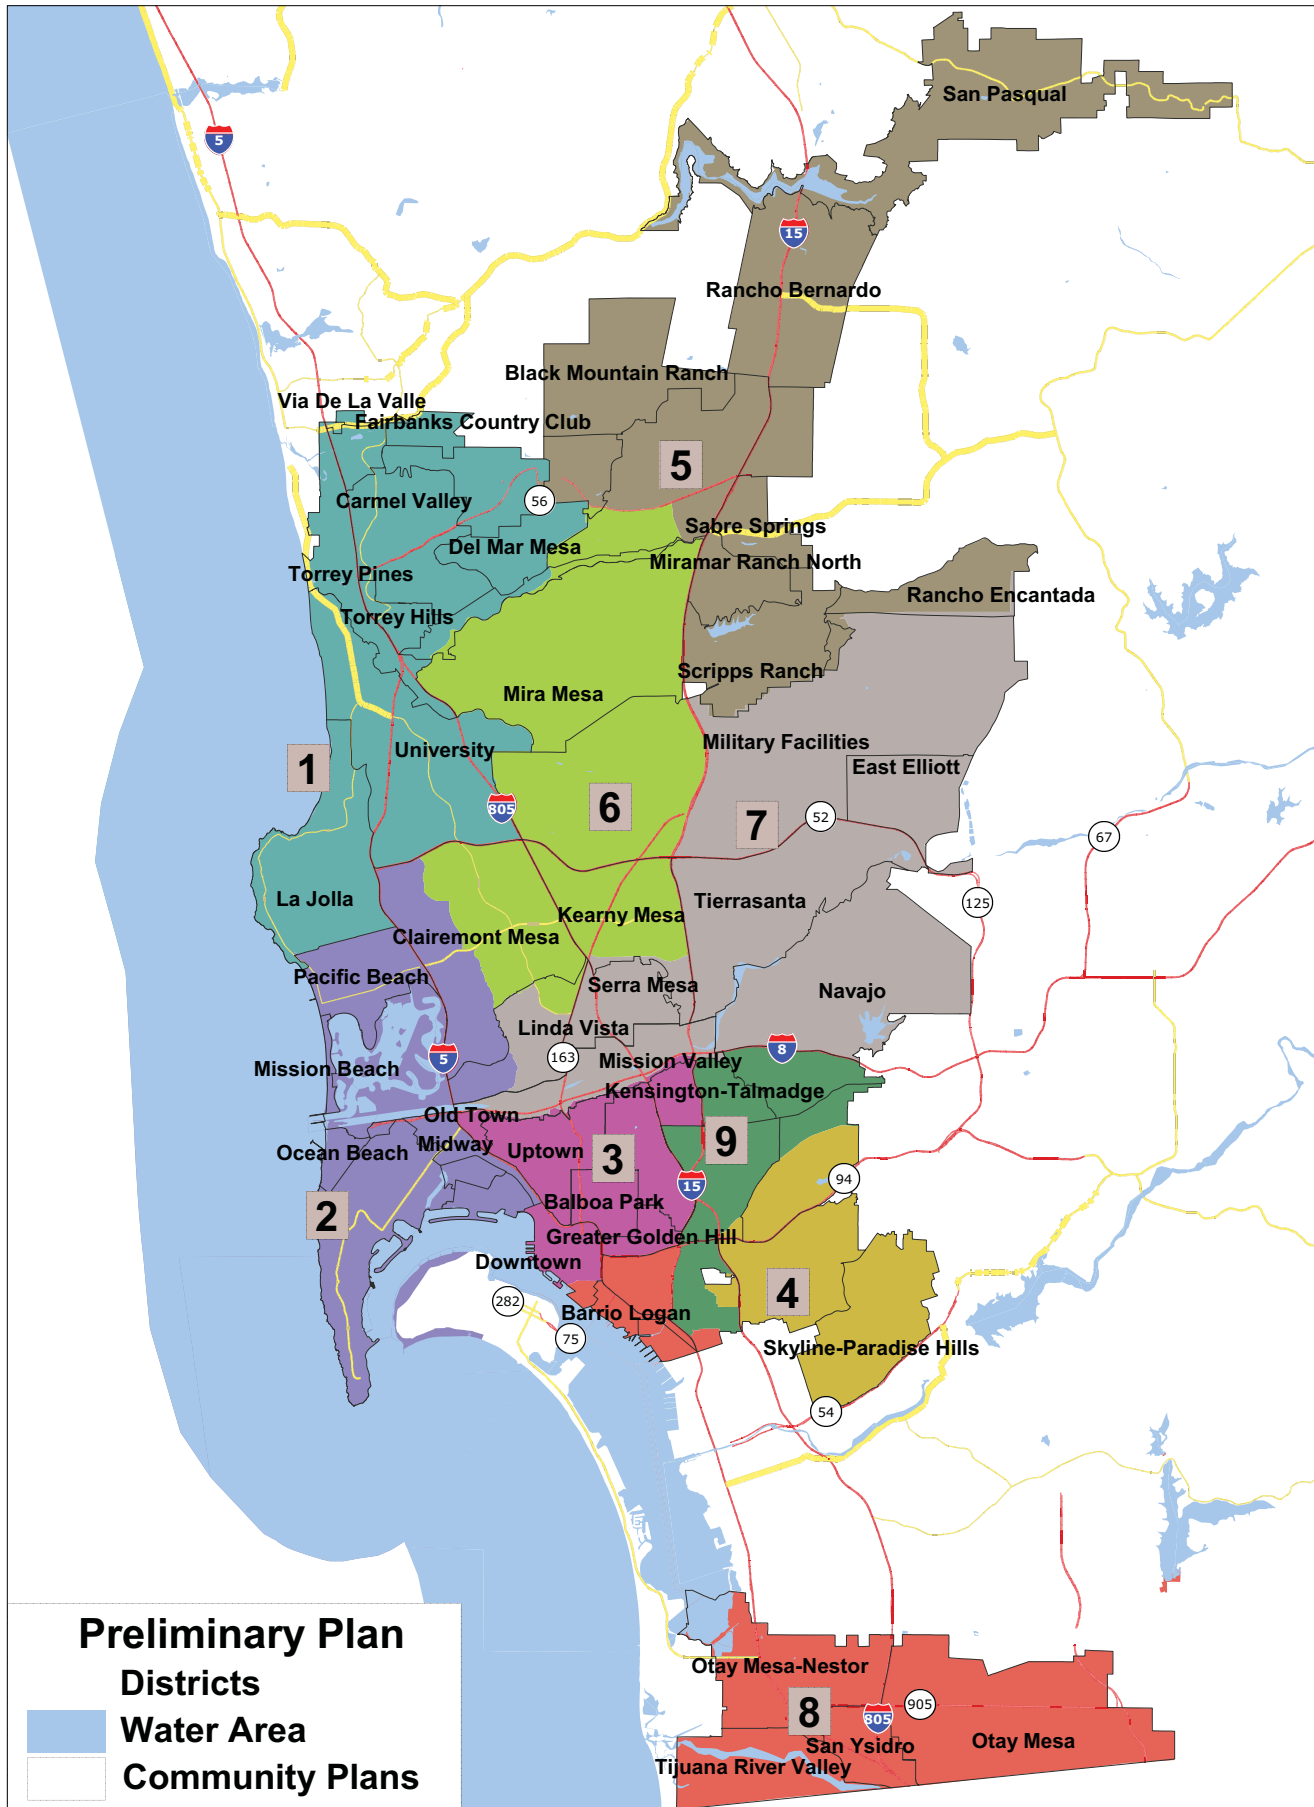 San Pasqual
5
15
Rancho Bernardo
Black Mountain Ranch
Via De La Valle
Fairbanks Country Club
5
Carmel Valley
56
Sabre Springs
Del Mar Mesa
Miramar Ranch North
Torrey Pines
Rancho Encantada
Torrey Hills
Scripps Ranch
Mira Mesa
Military Facilities
University
East Elliott
1
805
6
7
52
67
La Jolla
Tierrasanta
125
Kearny Mesa
Clairemont Mesa
Pacific Beach
Serra Mesa
Navajo
Linda Vista
8
5
163
Mission Valley
Mission Beach
Kensington-Talmadge
Old Town
Midway
Ocean Beach
Uptown
9
3
94
15
Balboa Park
2
Greater Golden Hill
Downtown
4
282
Barrio Logan
75
Skyline-Paradise Hills
54
Otay Mesa-Nestor
8
805
905
San Ysidro
Otay Mesa
Tijuana River Valley
Preliminary Plan
Districts
Water Area
Community Plans